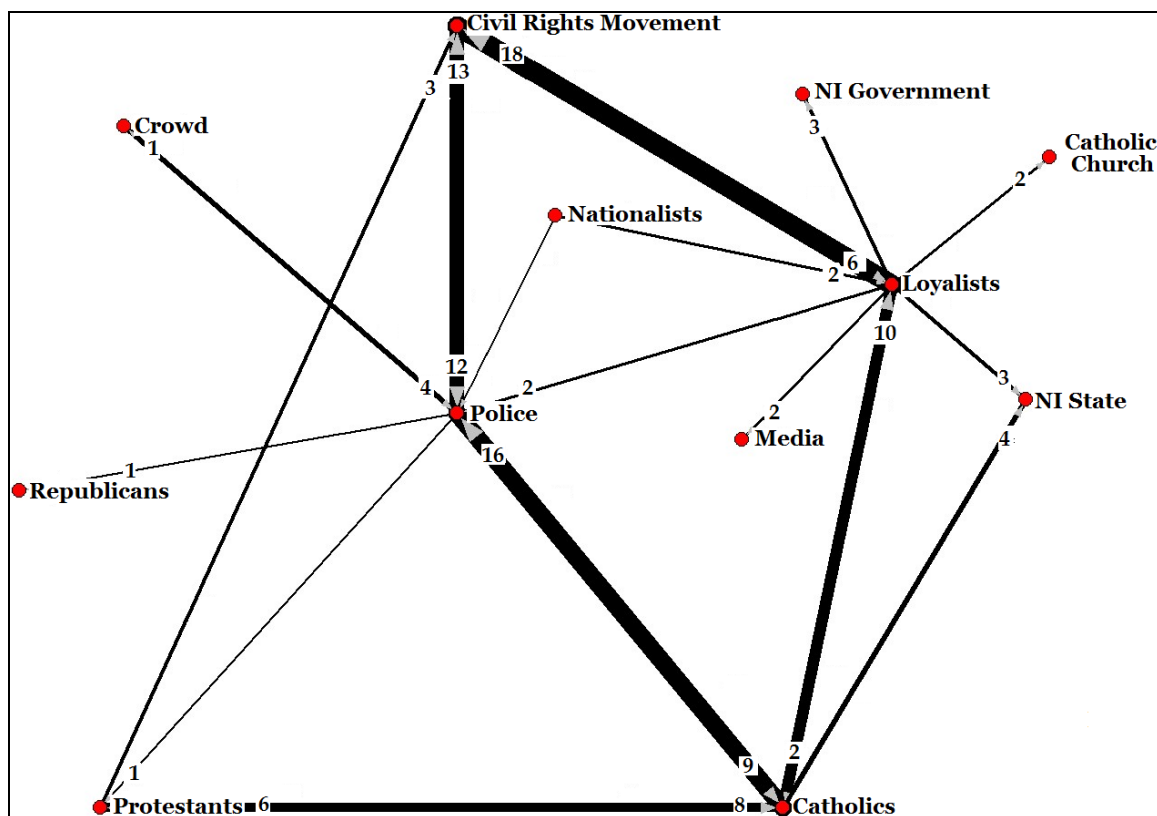 Civil Rights Movement
18
13
3
NI Government
3
Crowd
1
Catholic
Church
2
Nationalists
6
2
Loyalists
10
12
4
2
3
Police
NI State
2
Media
4
16
1
Republicans
2
9
1
Protestants
6
8
Catholics